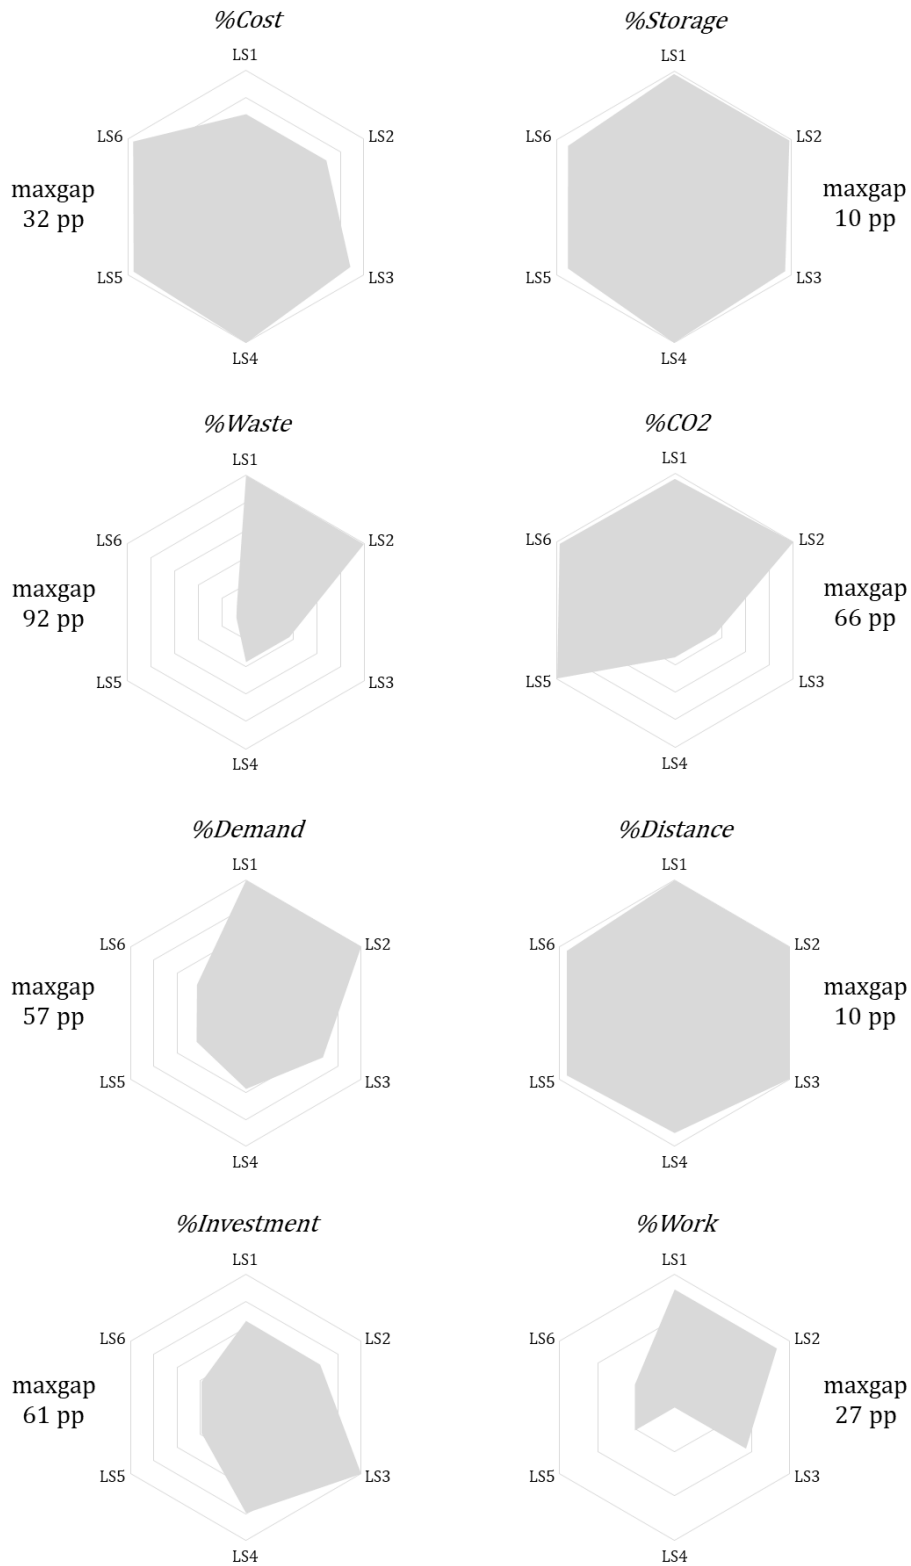 %Cost
LS1
LS6
LS2
maxgap
32 pp
LS5
LS3
LS4
%Storage
LS1
LS6
LS2
maxgap
10 pp
LS5
LS3
LS4
%Waste
LS1
LS6
LS2
maxgap
92 pp
LS5
LS3
LS4
%CO2
LS1
LS6
LS2
maxgap
66 pp
LS5
LS3
LS4
%Demand
LS1
LS6
LS2
maxgap
57 pp
LS5
LS3
LS4
%Distance
LS1
LS6
LS2
maxgap
10 pp
LS5
LS3
LS4
%Investment
LS1
LS6
LS2
maxgap
61 pp
LS5
LS3
LS4
%Work
LS1
LS6
LS2
maxgap
27 pp
LS5
LS3
LS4